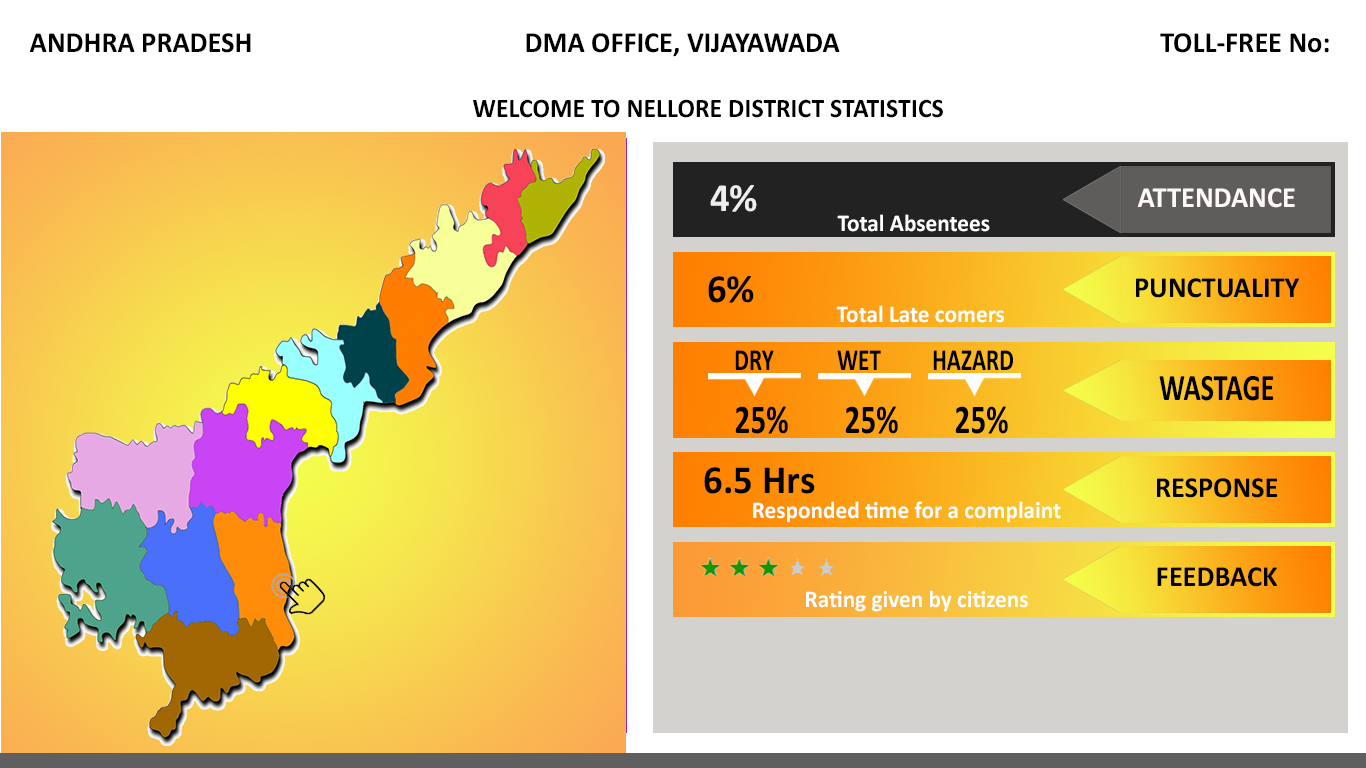 ANDHRA PRADESH
DMA OFFICE, VIJAYAWADA
TOLL-FREE No:
WELCOME TO NELLORE DISTRICT STATISTICS
4%
Total Absentees
ATTENDANCE
6%
Total Late comers
PUNCTUALITY
DRY WET HAZARD
25% 25% 25%
WASTAGE
6.5 Hrs
Responded time for a complaint
RESPONSE
Rating given by citizens
FEEDBACK